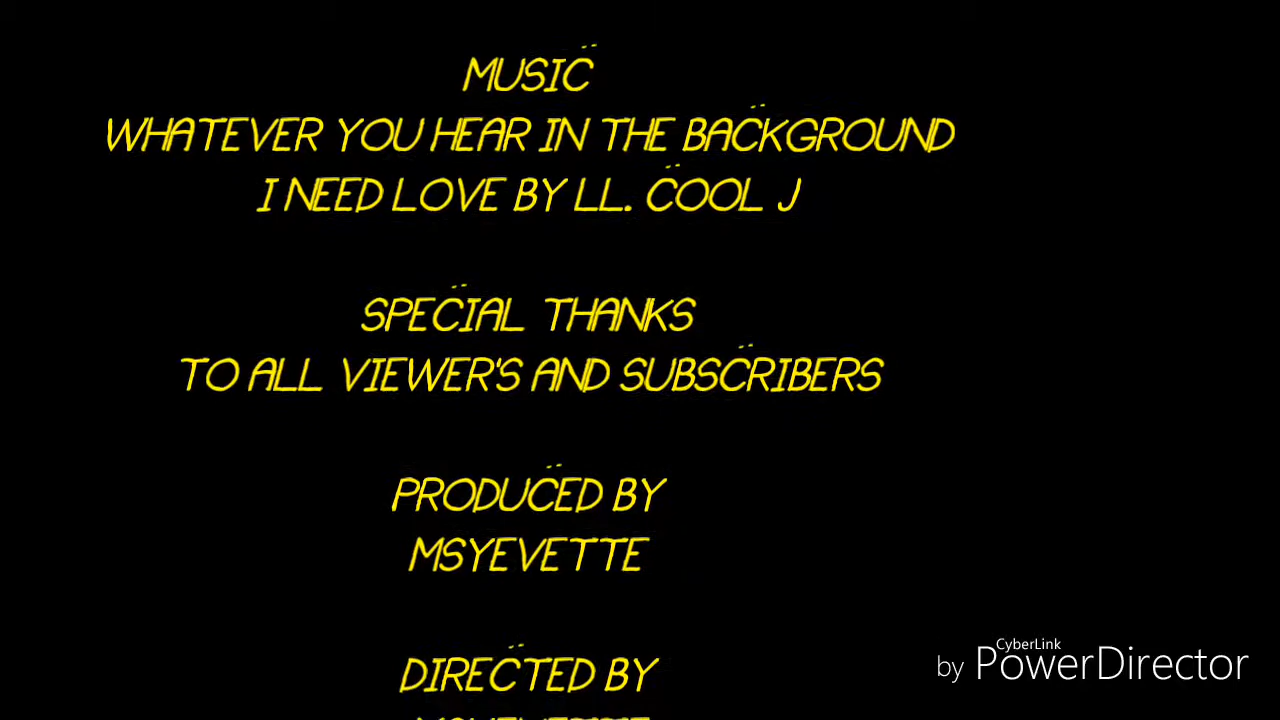 MUSIC
WHATEVER YOU HEAR IN THE BACKGROUND
I NEED LOVE BY LL. COOL J
SPECIAL THANKS
TO ALL VIEWER'S AND SUBSCRIBERS
PRODUCED BY
MSYEVETTE
DIRECTED BY
CyberLink
by PowerDirector